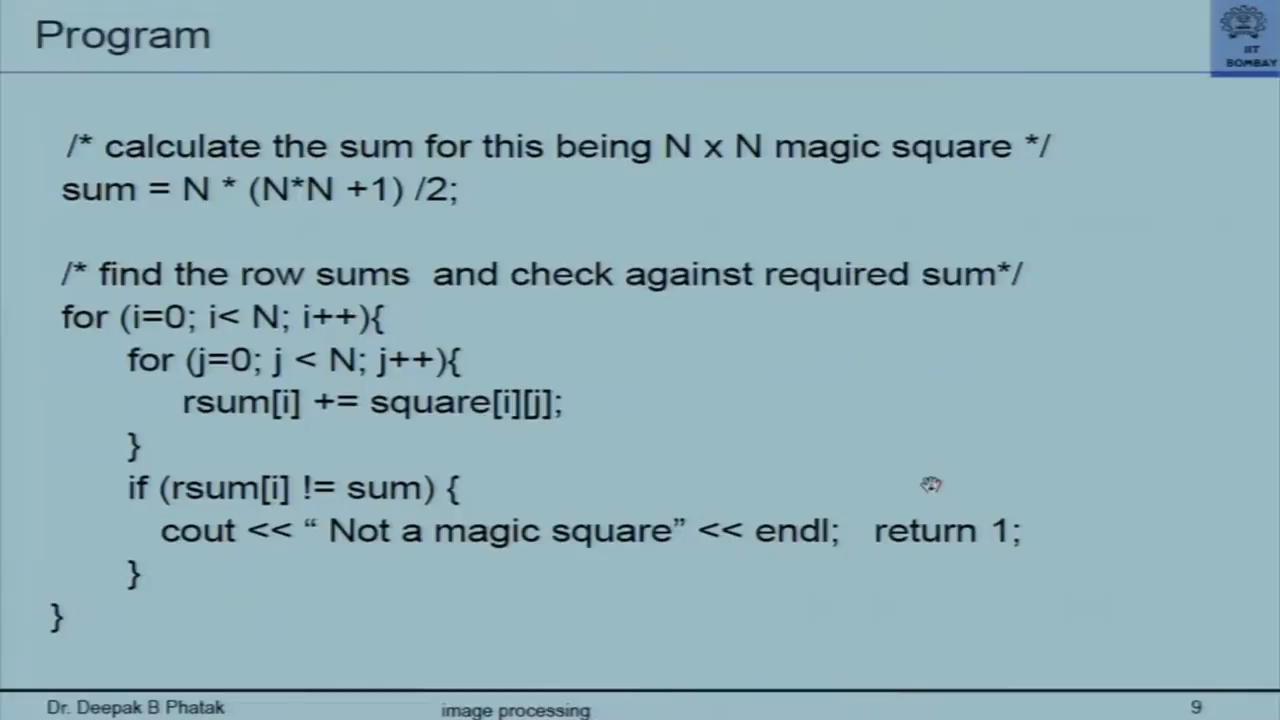 Program
IIT
BOMBAY
/* calculate the sum for this being N x N magic square */
sum = N * (N*N +1) /2;
/* find the row sums  and check against required sum*/
for (i=0; i< N; i++){
for (j=0; j < N; j++){
rsum[i] += square[i][j];
}
if (rsum[i] != sum) {
cout << “ Not a magic square” << endl;   return 1;
}
}
Dr. Deepak B Phatak
image processing
9